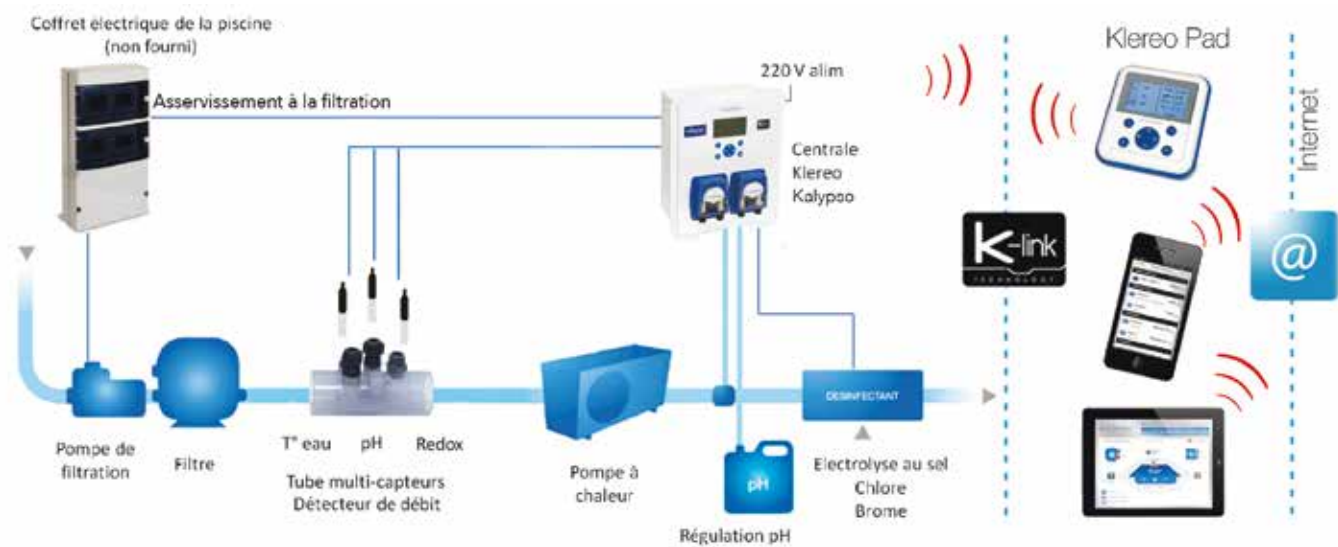 Coffret électrique de la piscine
(non fourni)
Asservissement à la filtration
220 V alim
Centrale
Klereo
Kalypso
Klereo Pad
Internet
K-link
TECHNOLOGY
@
Pompe de
filtration
Filtre
T° eau pH Redox
Tube multi-capteurs
Détecteur de débit
Pompe à
chaleur
pH
Régulation pH
DESINFECTANT
Electrolyse au sel
Chlore
Brome